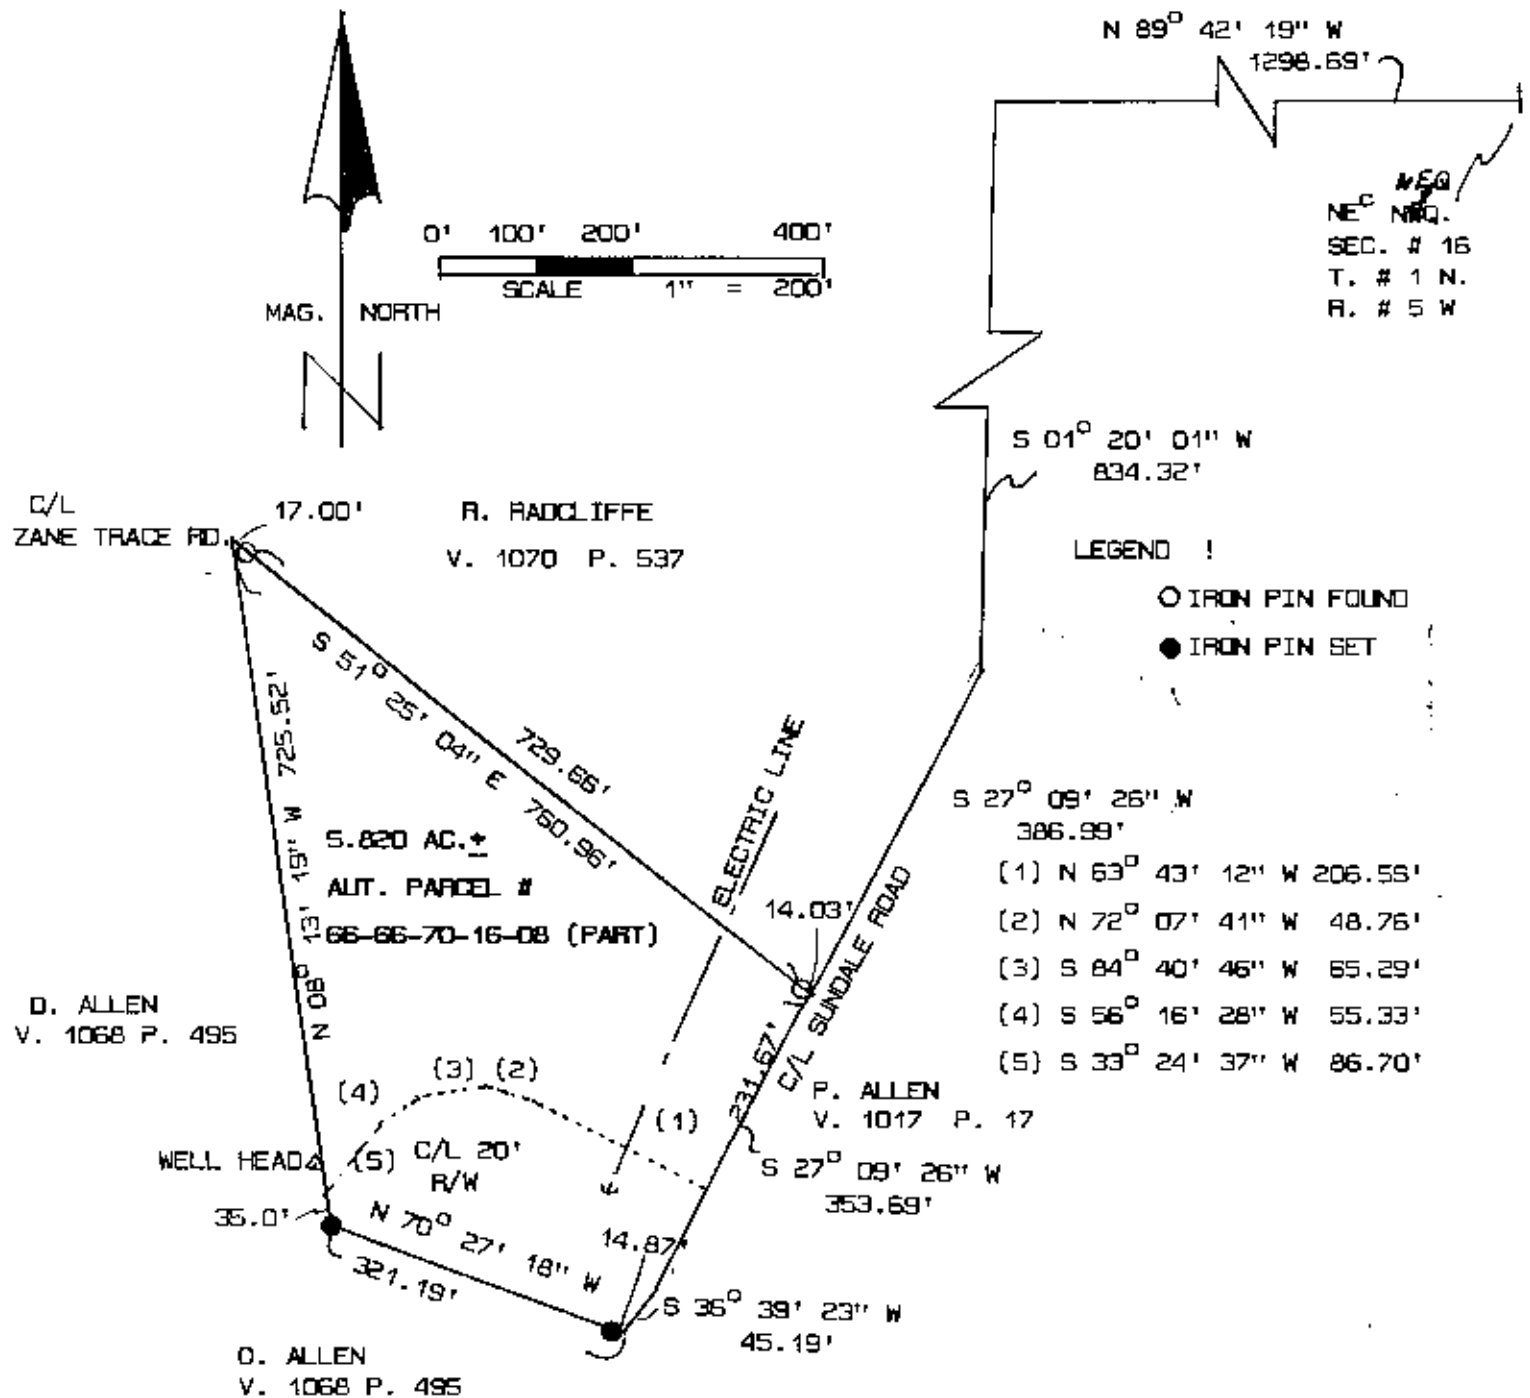 N 89° 42' 19" W
1298.69'
NEQ
NE^C NWQ.
SEC. # 16
T. # 1 N.
R. # 5 W
0' 100' 200' 400'
SCALE 1" = 200'
MAG. NORTH
S 01° 20' 01" W
834.32'
C/L
ZANE TRACE RD.
17.00'
R. RADCLIFFE
V. 1070 P. 537
LEGEND !
IRON PIN FOUND
IRON PIN SET
S 51° 25' 04" E 760.96'
729.66'
N 08° 13' 19" W 725.52'
ELECTRIC LINE
5.820 AC.±
AUT. PARCEL #
66-66-70-16-08 (PART)
14.03'
C/L SUNDALE ROAD
S 27° 09' 26" W
386.99'
(1) N 63° 43' 12" W 206.56'
(2) N 72° 07' 41" W 48.76'
(3) S 84° 40' 46" W 65.29'
(4) S 56° 16' 28" W 55.33'
(5) S 33° 24' 37" W 86.70'
D. ALLEN
V. 1068 P. 495
231.67'
P. ALLEN
V. 1017 P. 17
(3) (2)
(4)
(1)
WELL HEAD
(5)
C/L 20'
R/W
S 27° 09' 26" W
353.69'
35.0'
N 70° 27' 18" W
321.19'
14.87'
S 36° 39' 23" W
45.19'
O. ALLEN
V. 1068 P. 495